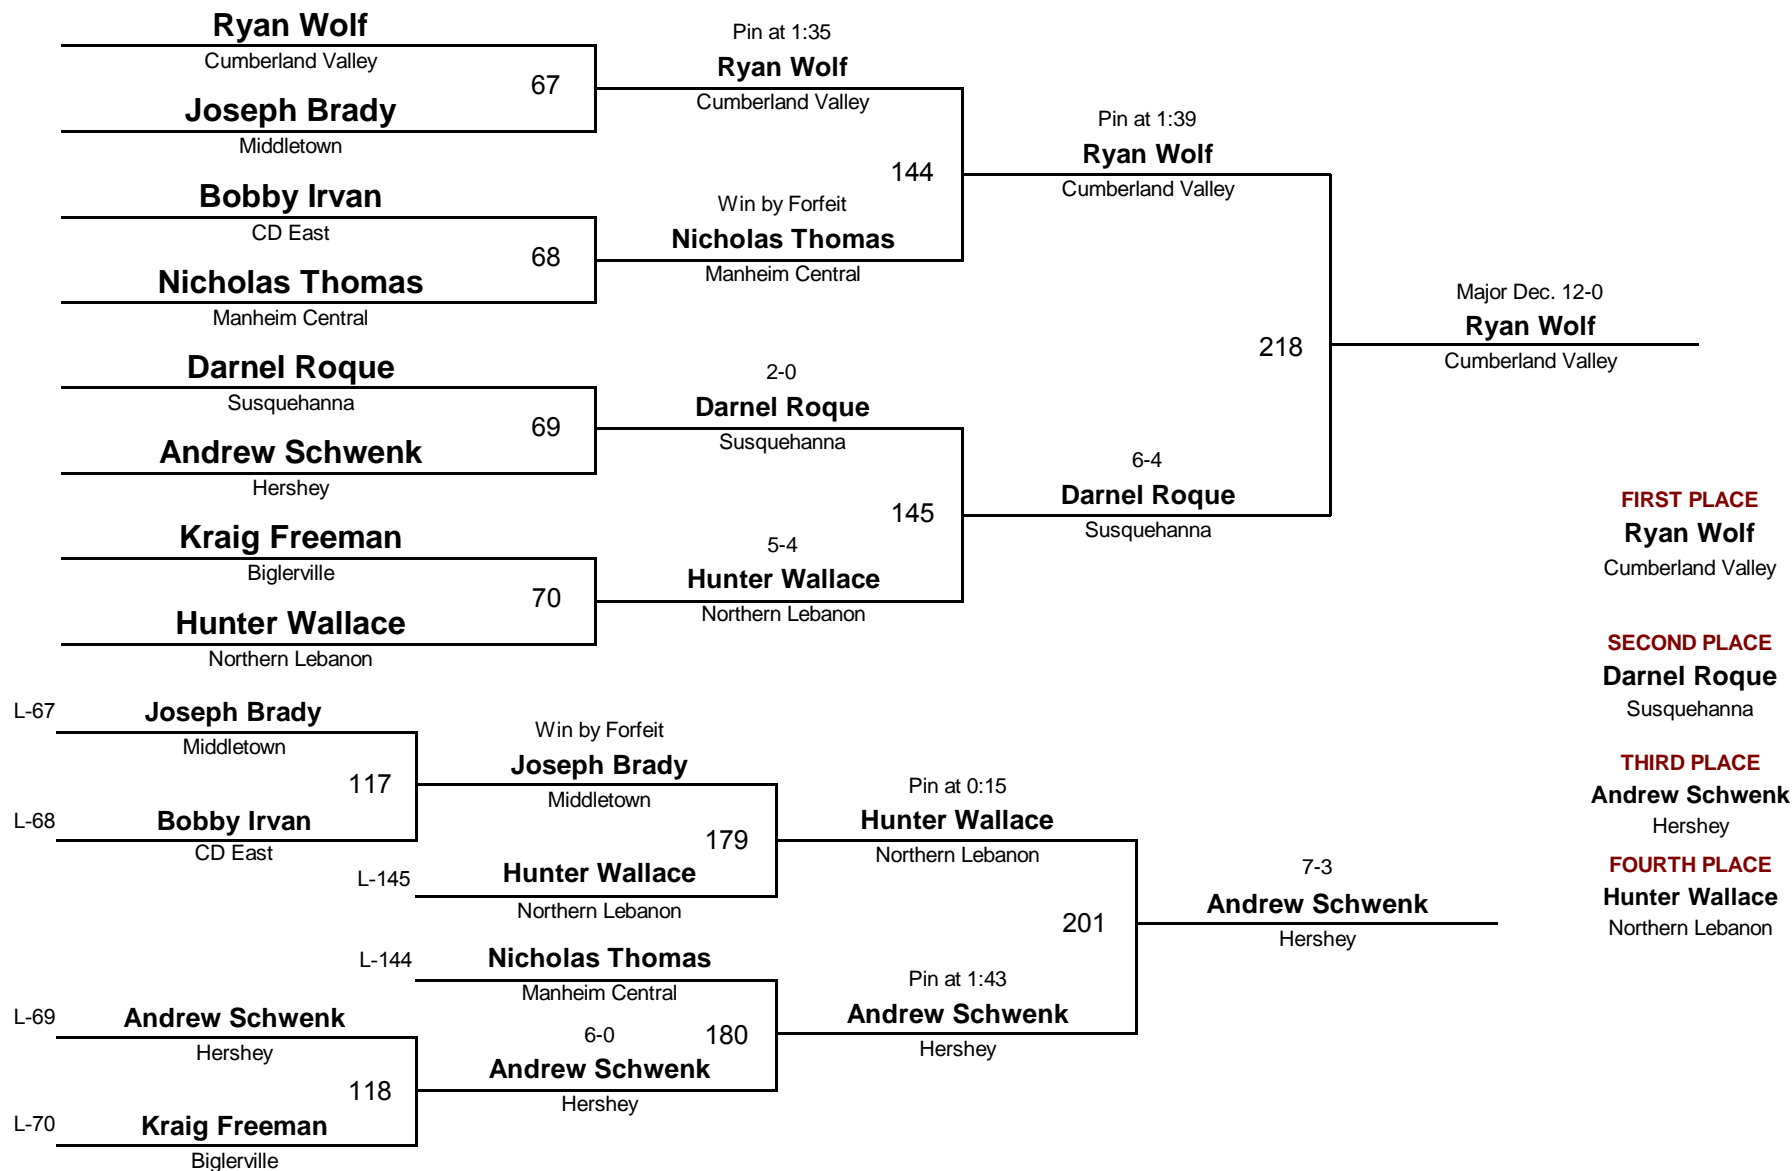 Ryan Wolf
Cumberland Valley
67
Joseph Brady
Middletown
Pin at 1:35
Ryan Wolf
Cumberland Valley
144
Bobby Irvan
CD East
68
Nicholas Thomas
Manheim Central
Win by Forfeit
Nicholas Thomas
Manheim Central
Pin at 1:39
Ryan Wolf
Cumberland Valley
218
Major Dec. 12-0
Ryan Wolf
Cumberland Valley
Darnel Roque
Susquehanna
69
Andrew Schwenk
Hershey
2-0
Darnel Roque
Susquehanna
145
Kraig Freeman
Biglerville
70
Hunter Wallace
Northern Lebanon
5-4
Hunter Wallace
Northern Lebanon
6-4
Darnel Roque
Susquehanna
FIRST PLACE
Ryan Wolf
Cumberland Valley
SECOND PLACE
Darnel Roque
Susquehanna
THIRD PLACE
Andrew Schwenk
Hershey
FOURTH PLACE
Hunter Wallace
Northern Lebanon
L-67
Joseph Brady
Middletown
117
L-68
Bobby Irvan
CD East
Win by Forfeit
Joseph Brady
Middletown
179
L-145
Hunter Wallace
Northern Lebanon
Pin at 0:15
Hunter Wallace
Northern Lebanon
201
7-3
Andrew Schwenk
Hershey
L-144
Nicholas Thomas
Manheim Central
180
Pin at 1:43
Andrew Schwenk
Hershey
L-69
Andrew Schwenk
Hershey
118
6-0
Andrew Schwenk
Hershey
L-70
Kraig Freeman
Biglerville